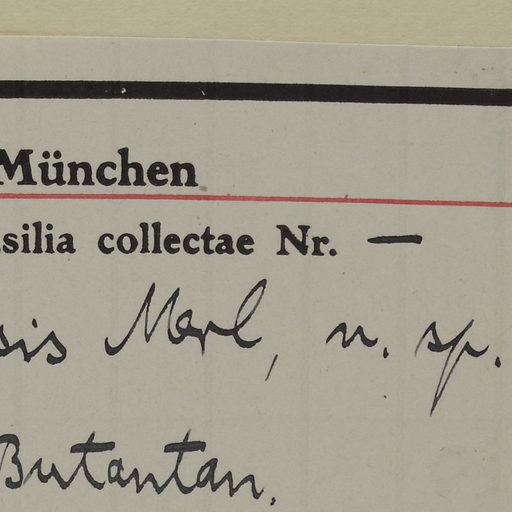 München
silia collectae Nr. —
sis Merl, n. sp.
Butantan.